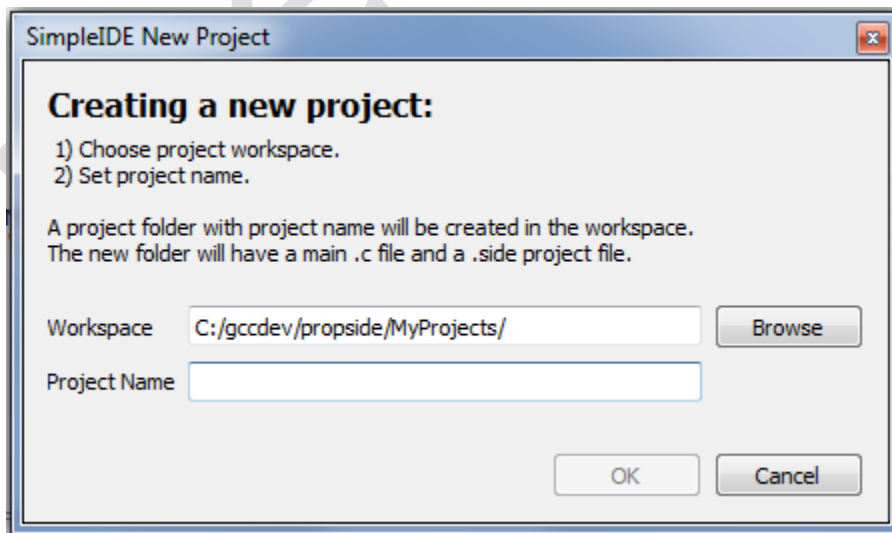 SimpleIDE New Project
Creating a new project:
1) Choose project workspace.
2) Set project name.
A project folder with project name will be created in the workspace.
The new folder will have a main .c file and a .side project file.
Workspace C:/gccdev/propside/MyProjects/ Browse
Project Name
OK Cancel